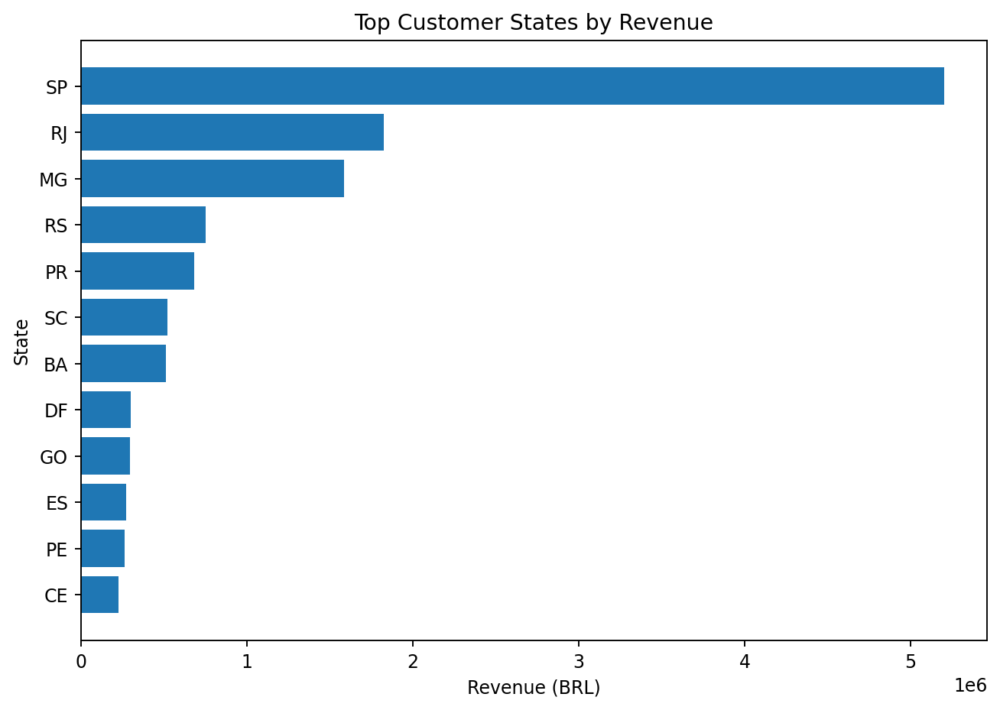 Top Customer States by Revenue
SP
RJ
MG
RS
PR
SC
BA
DF
GO
ES
PE
CE
State
0 1 2 3 4 5
1e6
Revenue (BRL)